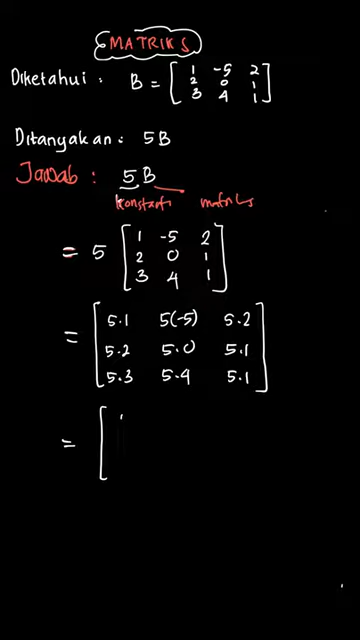 MATRIKS
Diketahui : B = [ 1 -5 2
2 0 1
3 4 1 ]
Ditanyakan : 5B
Jawab : 5 B
konstanti matriks
= 5 [ 1 -5 2
2 0 1
3 4 1 ]
= [ 5.1 5(-5) 5.2
5.2 5.0 5.1
5.3 5.4 5.1 ]
= [